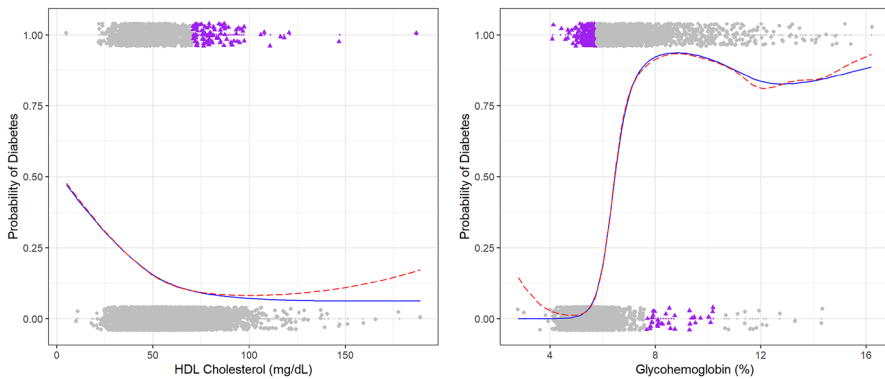 1.00
0.75
0.50
0.25
0.00
Probability of Diabetes
0 50 100 150
HDL Cholesterol (mg/dL)
1.00
0.75
0.50
0.25
0.00
Probability of Diabetes
4 8 12 16
Glycohemoglobin (%)